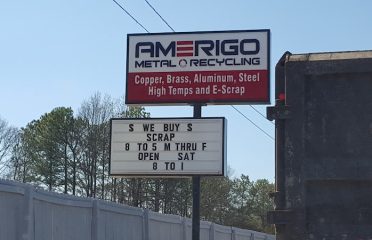 AMERIGO
METAL RECYCLING
Copper, Brass, Aluminum, Steel
High Temps and E-Scrap
S WE BUY S
SCRAP
8 TO 5 M THRU F
OPEN SAT
8 TO 1